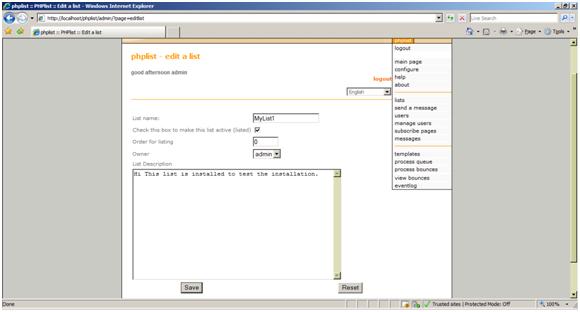 phplist :: PHPlist :: Edit a list - Windows Internet Explorer
http://localhost/phplist/admin/?page=editlist
Live Search
phplist :: PHPlist :: Edit a list
Page
Tools
phplist
logout
main page
configure
help
about
lists
send a message
users
manage users
subscribe pages
messages
templates
process queue
process bounces
view bounces
eventlog
phplist - edit a list
good afternoon admin
logout
English
List name: MyList1
Check this box to make this list active (listed)
Order for listing 0
Owner admin
List Description
Hi This list is installed to test the installation.
Save Reset
Done Trusted sites | Protected Mode: Off 100%